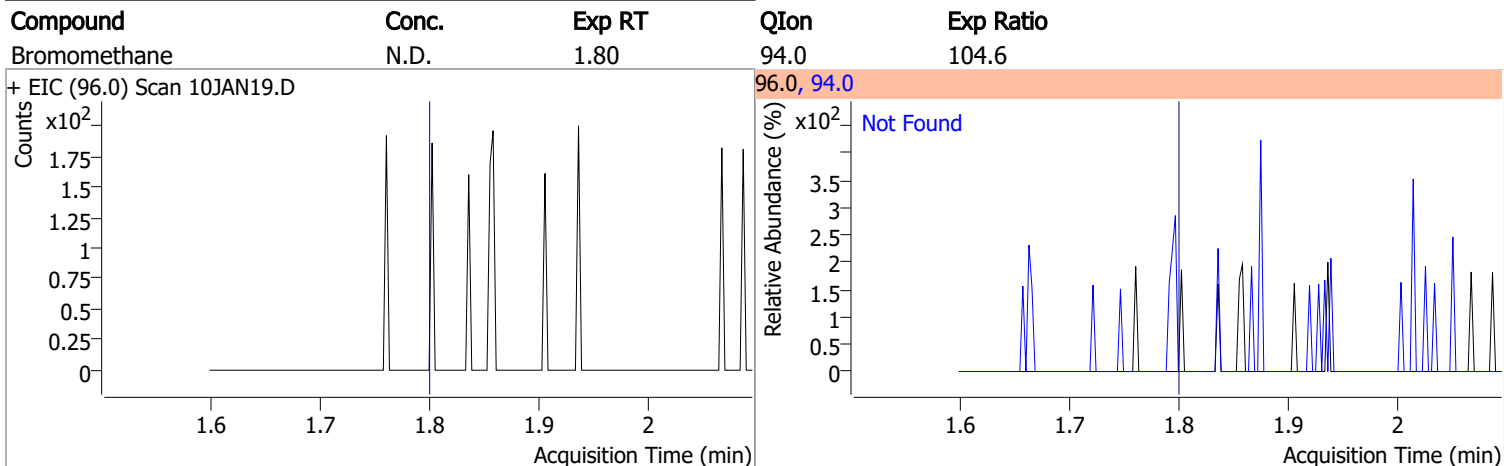 Compound Conc. Exp RT QIon Exp Ratio
Bromomethane N.D. 1.80 94.0 104.6
+ EIC (96.0) Scan 10JAN19.D
96.0, 94.0
Counts
x10²
1.75
1.5
1.25
1
0.75
0.5
0.25
0
1.6 1.7 1.8 1.9 2
Acquisition Time (min)
Relative Abundance (%)
x10²
Not Found
3.5
3
2.5
2
1.5
1
0.5
0
1.6 1.7 1.8 1.9 2
Acquisition Time (min)